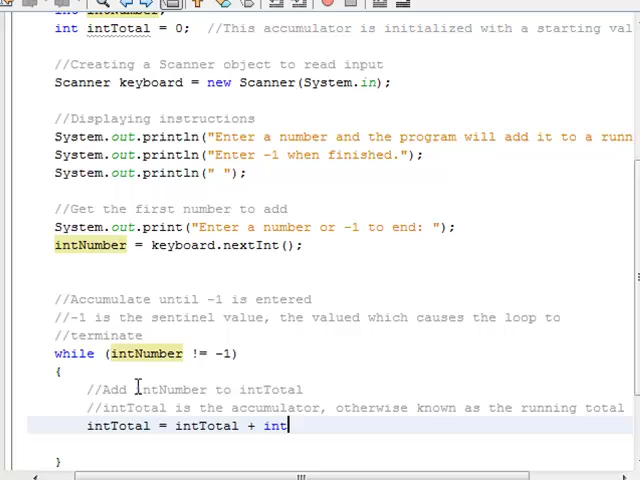 int intNumber;
int intTotal = 0;  //This accumulator is initialized with a starting val
//Creating a Scanner object to read input
Scanner keyboard = new Scanner(System.in);
//Displaying instructions
System.out.println("Enter a number and the program will add it to a runn
System.out.println("Enter -1 when finished.");
System.out.println(" ");
//Get the first number to add
System.out.print("Enter a number or -1 to end: ");
intNumber = keyboard.nextInt();
//Accumulate until -1 is entered
//-1 is the sentinel value, the valued which causes the loop to
//terminate
while (intNumber != -1)
{
//Add intNumber to intTotal
//intTotal is the accumulator, otherwise known as the running total
intTotal = intTotal + int
}